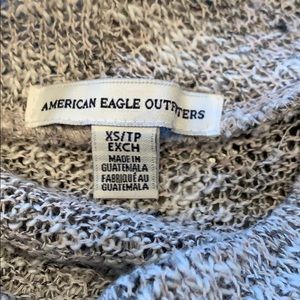 AMERICAN EAGLE OUTFITTERS
XS/TP
EXCH
MADE IN
GUATEMALA
FABRIQUÉ AU
GUATEMALA